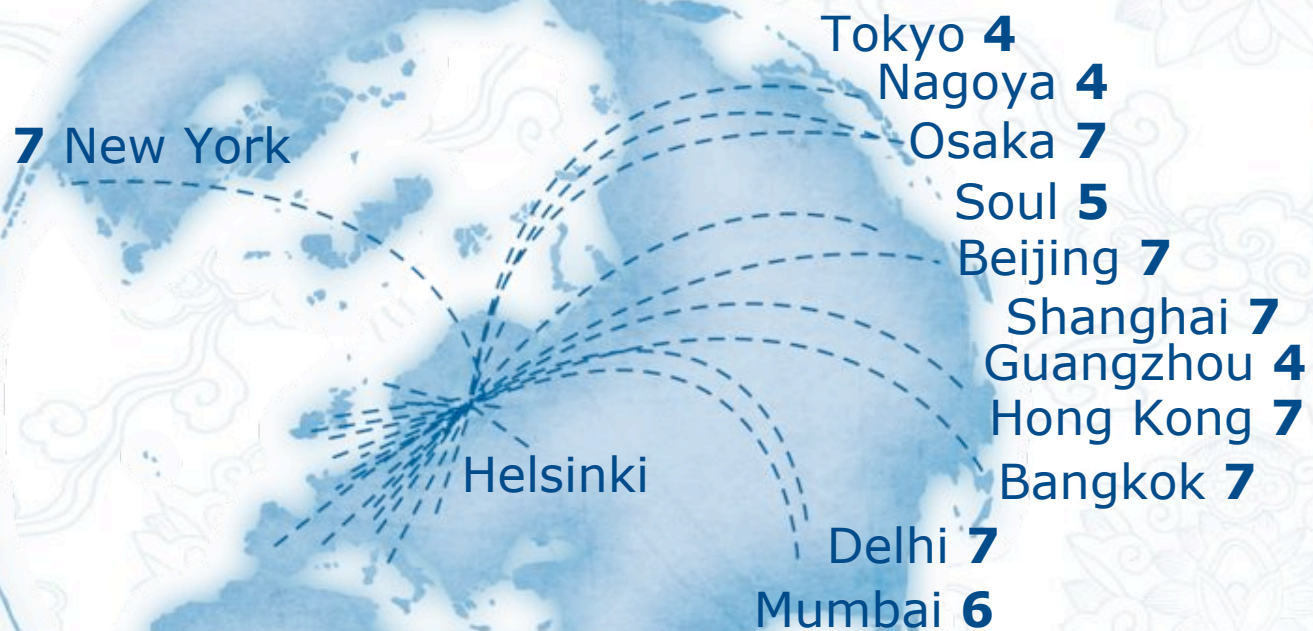 Tokyo 4
Nagoya 4
7 New York
Osaka 7
Soul 5
Beijing 7
Shanghai 7
Guangzhou 4
Hong Kong 7
Helsinki
Bangkok 7
Delhi 7
Mumbai 6